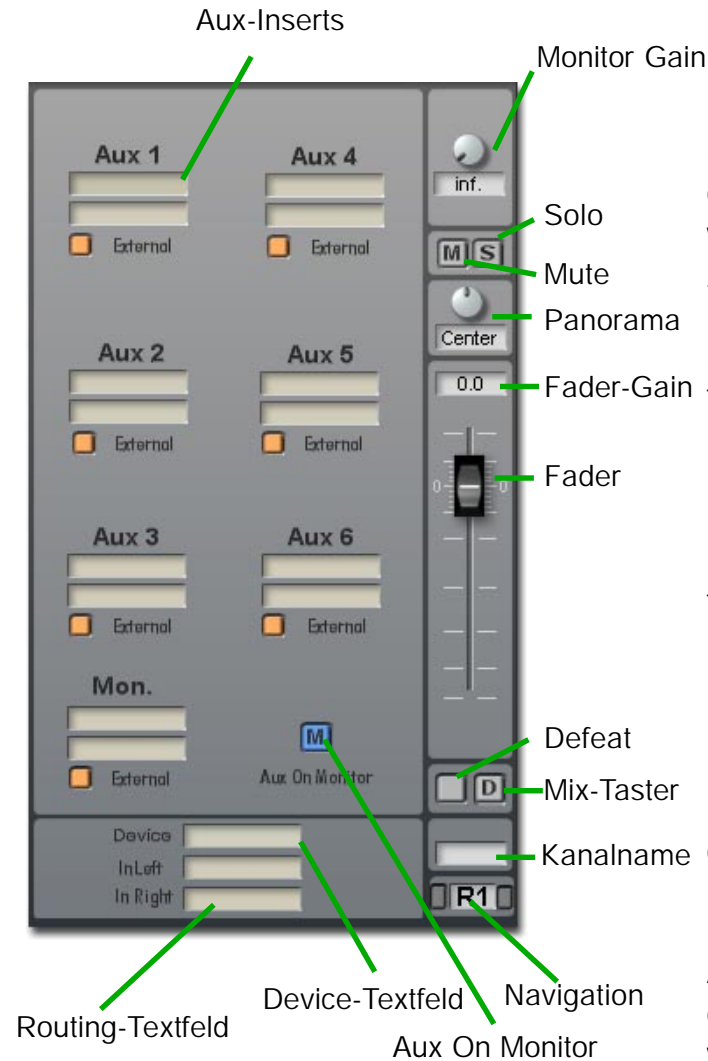 Aux-Inserts
Monitor Gain
Aux 1
Aux 4
inf.
External
External
Solo
M S
Mute
Panorama
Center
Aux 2
Aux 5
0.0
Fader-Gain
External
External
Fader
0 0
Aux 3
Aux 6
External
External
Mon.
M
Defeat
External
Aux On Monitor
D
Mix-Taster
Device
Kanalname
In Left
In Right
R1
Device-Textfeld
Navigation
Routing-Textfeld
Aux On Monitor